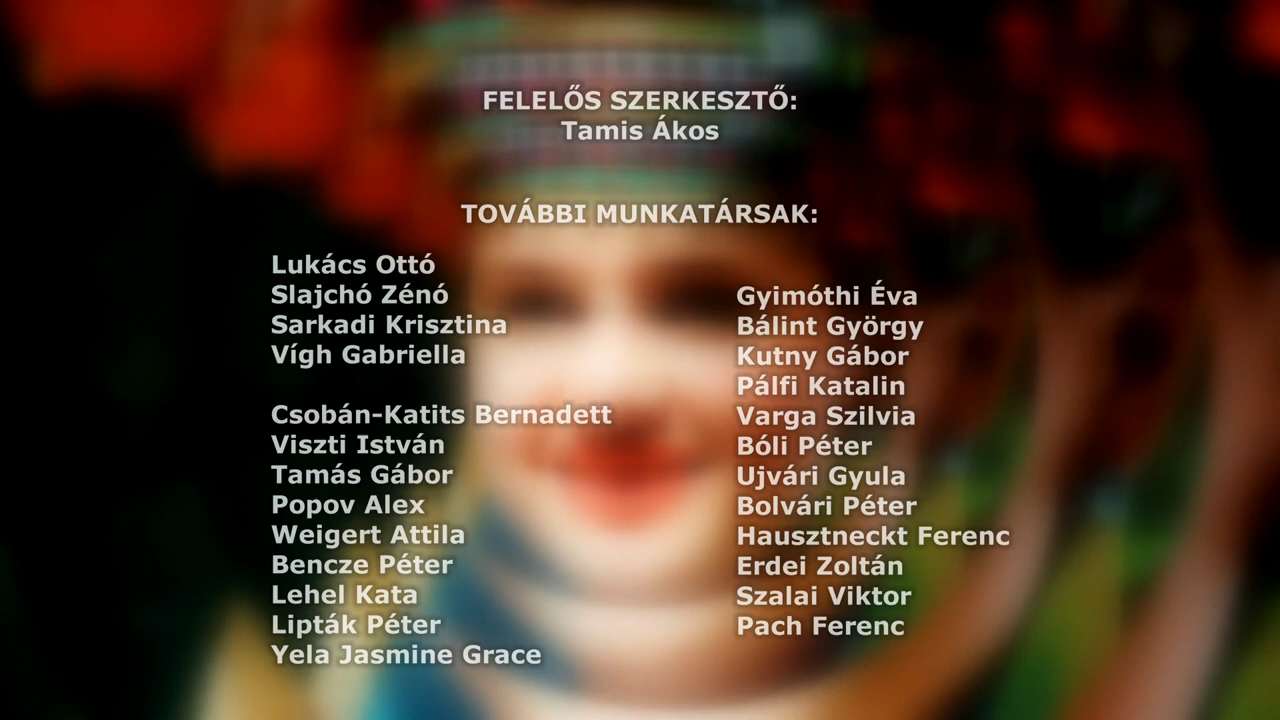 FELELŐS SZERKESZTŐ:
Tamis Ákos
TOVÁBBI MUNKATÁRSAK:
Lukács Ottó
Slajchó Zénó
Sarkadi Krisztina
Vígh Gabriella
Csobán-Katits Bernadett
Viszti István
Tamás Gábor
Popov Alex
Weigert Attila
Bencze Péter
Lehel Kata
Lipták Péter
Yela Jasmine Grace
Gyimóthi Éva
Bálint György
Kutny Gábor
Pálfi Katalin
Varga Szilvia
Bóli Péter
Ujvári Gyula
Bolvári Péter
Hausztneckt Ferenc
Erdei Zoltán
Szalai Viktor
Pach Ferenc